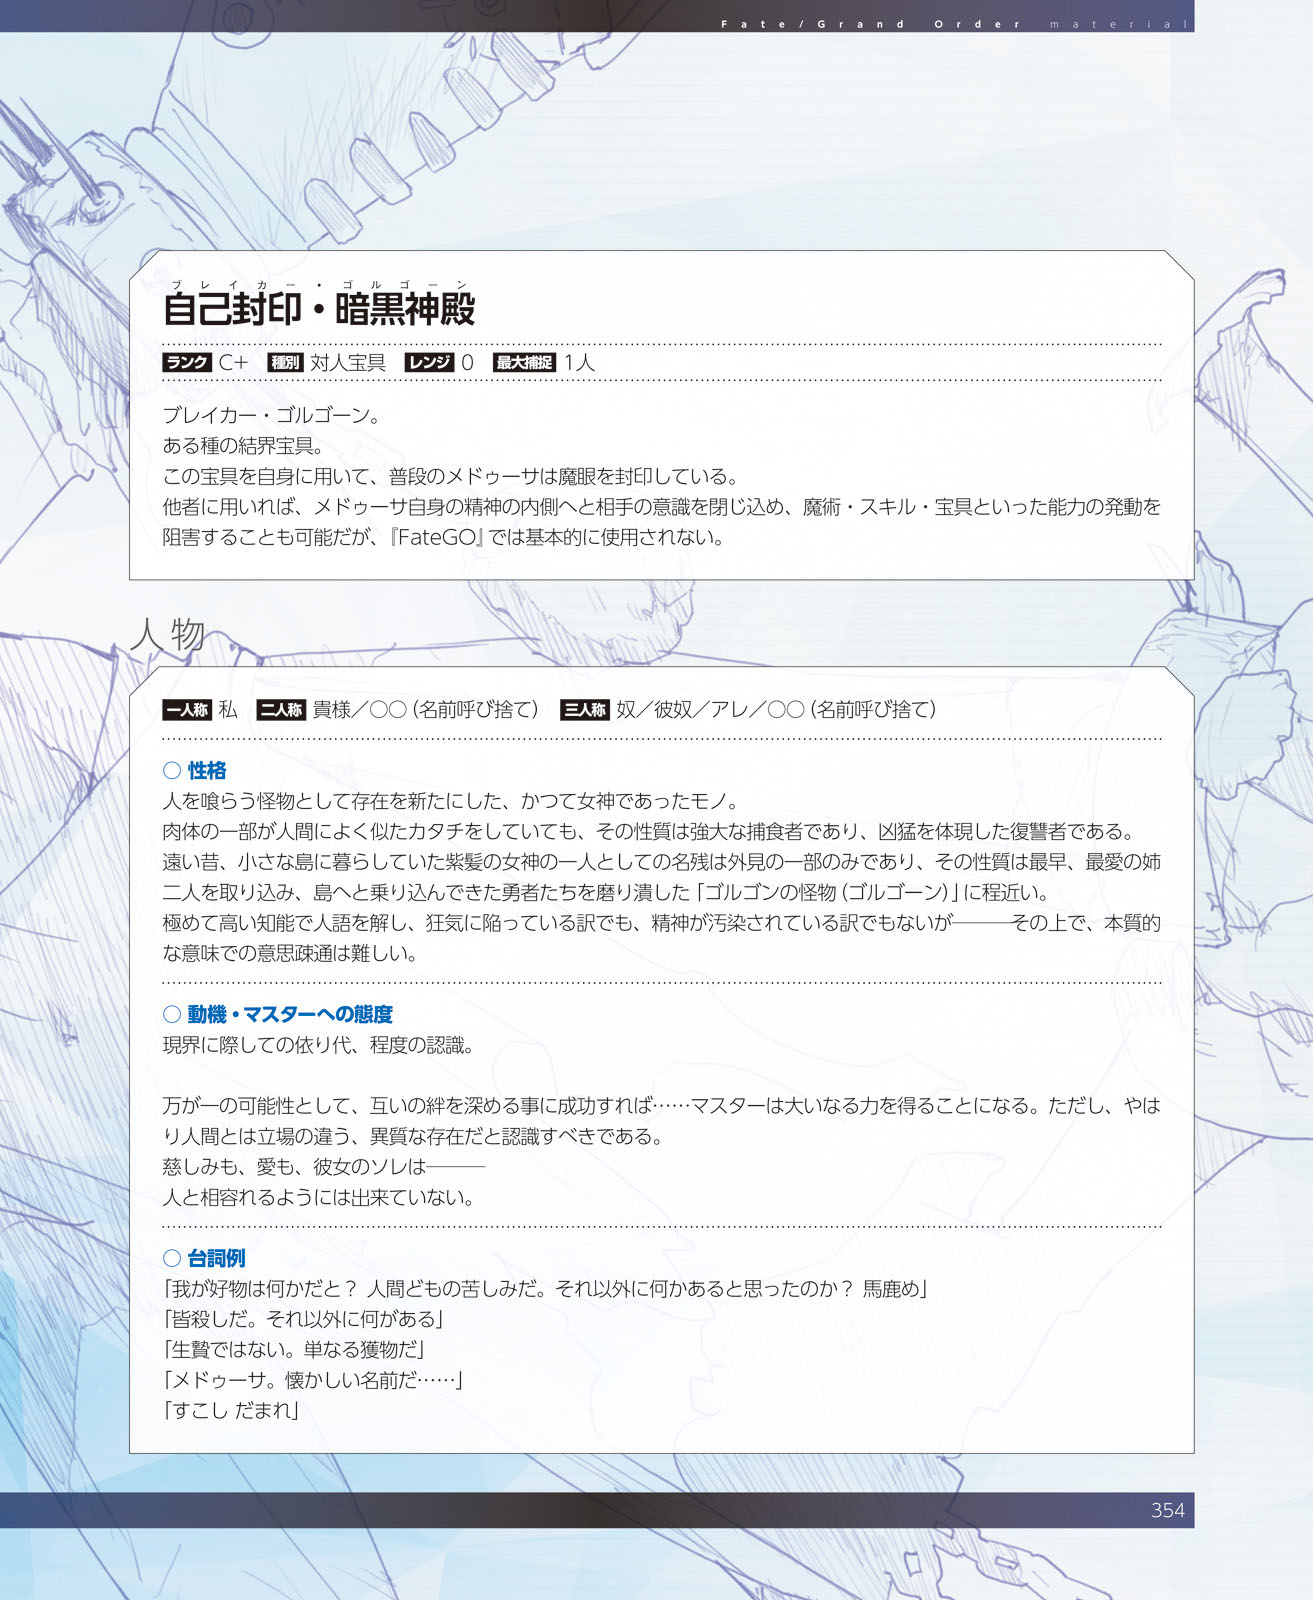 Fate/Grand Order material
ブレイカー・ゴルゴーン
自己封印・暗黒神殿
ランク C+ 種別 対人宝具 レンジ 0 最大捕捉 1人
ブレイカー・ゴルゴーン。
ある種の結界宝具。
この宝具を自身に用いて、普段のメドゥーサは魔眼を封印している。
他者に用いれば、メドゥーサ自身の精神の内側へと相手の意識を閉じ込め、魔術・スキル・宝具といった能力の発動を
阻害することも可能だが、『FateGO』では基本的に使用されない。
人物
一人称 私 二人称 貴様／○○（名前呼び捨て） 三人称 奴／彼奴／アレ／○○（名前呼び捨て）
○ 性格
人を喰らう怪物として存在を新たにした、かつて女神であったモノ。
肉体の一部が人間によく似たカタチをしていても、その性質は強大な捕食者であり、凶猛を体現した復讐者である。
遠い昔、小さな島に暮らしていた紫髪の女神の一人としての名残は外見の一部のみであり、その性質は最早、最愛の姉
二人を取り込み、島へと乗り込んできた勇者たちを磨り潰した「ゴルゴンの怪物（ゴルゴーン）」に程近い。
極めて高い知能で人語を解し、狂気に陥っている訳でも、精神が汚染されている訳でもないが―――その上で、本質的
な意味での意思疎通は難しい。
○ 動機・マスターへの態度
現界に際しての依り代、程度の認識。
万が一の可能性として、互いの絆を深める事に成功すれば……マスターは大いなる力を得ることになる。ただし、やは
り人間とは立場の違う、異質な存在だと認識すべきである。
慈しみも、愛も、彼女のソレは―――
人と相容れるようには出来ていない。
○ 台詞例
「我が好物は何かだと？ 人間どもの苦しみだ。それ以外に何かあると思ったのか？ 馬鹿め」
「皆殺しだ。それ以外に何がある」
「生贄ではない。単なる獲物だ」
「メドゥーサ。懐かしい名前だ……」
「すこし だまれ」
354